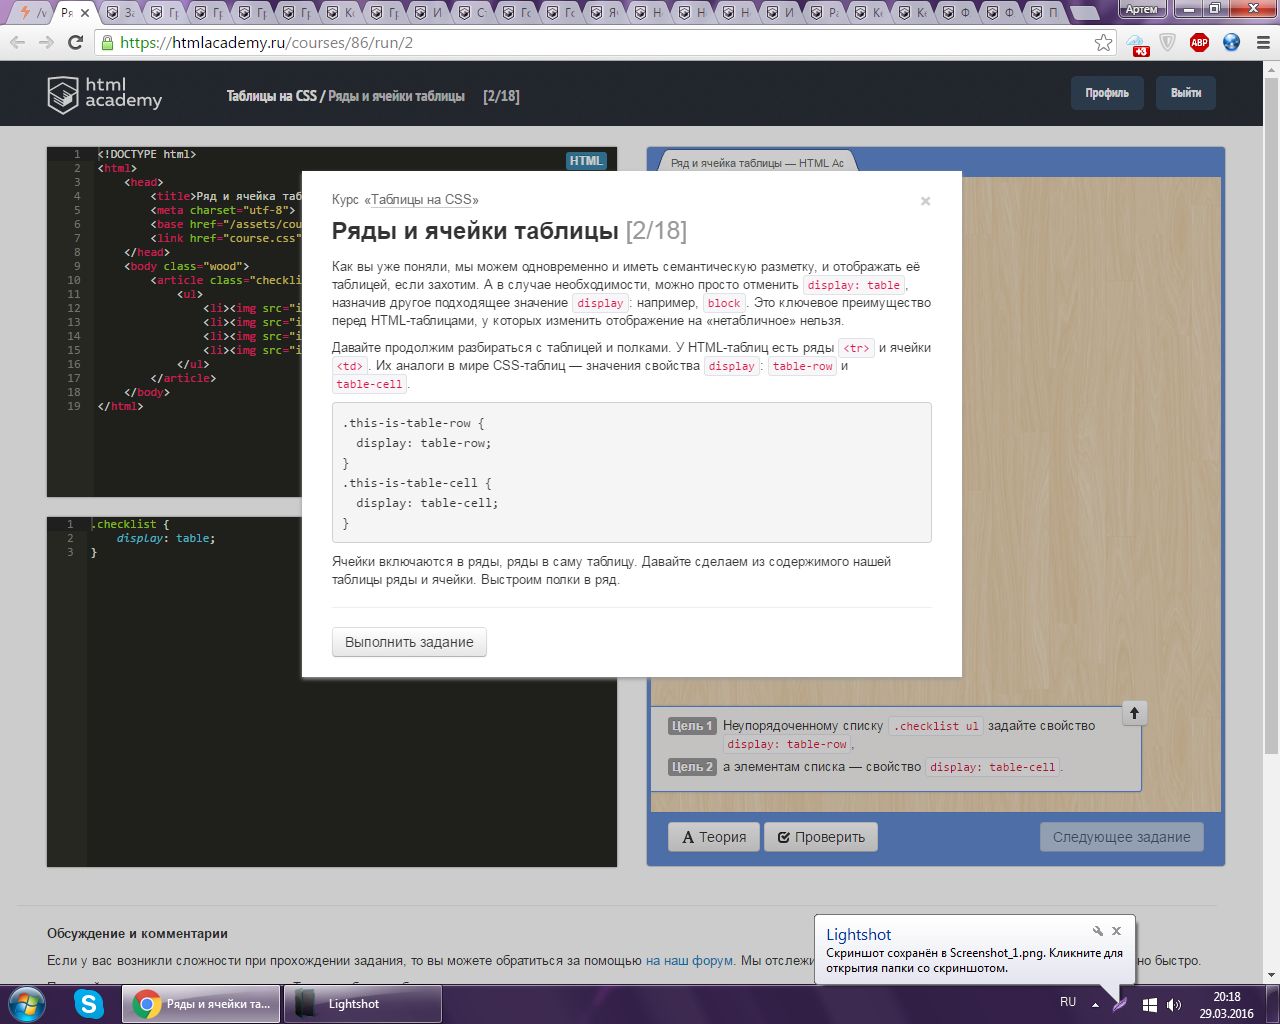 Ря
Артем
https://htmlacademy.ru/courses/86/run/2
+3
ABP
html
academy
Таблицы на CSS / Ряды и ячейки таблицы [2/18]
Профиль
Выйти
HTML
1 <!DOCTYPE html>
2 <html>
3 <head>
4 <title>Ряд и ячейка таб
5 <meta charset="utf-8">
6 <base href="/assets/cou
7 <link href="course.css"
8 </head>
9 <body class="wood">
10 <article class="checkli
11 <ul>
12 <li><img src="i
13 <li><img src="i
14 <li><img src="i
15 <li><img src="i
16 </ul>
17 </article>
18 </body>
19 </html>
1 .checklist {
2 display: table;
3 }
Ряд и ячейка таблицы — HTML Ac
Курс «Таблицы на CSS»
×
Ряды и ячейки таблицы [2/18]
Как вы уже поняли, мы можем одновременно и иметь семантическую разметку, и отображать её
таблицей, если захотим. А в случае необходимости, можно просто отменить display: table,
назначив другое подходящее значение display: например, block. Это ключевое преимущество
перед HTML-таблицами, у которых изменить отображение на «нетабличное» нельзя.
Давайте продолжим разбираться с таблицей и полками. У HTML-таблиц есть ряды <tr> и ячейки
<td>. Их аналоги в мире CSS-таблиц — значения свойства display: table-row и
table-cell.
.this-is-table-row {
display: table-row;
}
.this-is-table-cell {
display: table-cell;
}
Ячейки включаются в ряды, ряды в саму таблицу. Давайте сделаем из содержимого нашей
таблицы ряды и ячейки. Выстроим полки в ряд.
Выполнить задание
Цель 1 Неупорядоченному списку .checklist ul задайте свойство
display: table-row,
Цель 2 а элементам списка — свойство display: table-cell.
Теория
Проверить
Следующее задание
Обсуждение и комментарии
Если у вас возникли сложности при прохождении задания, то вы можете обратиться за помощью на наш форум. Мы отслежи
но быстро.
Lightshot
Скриншот сохранён в Screenshot_1.png. Кликните для
открытия папки со скриншотом.
Ряды и ячейки та...
Lightshot
RU
20:18
29.03.2016